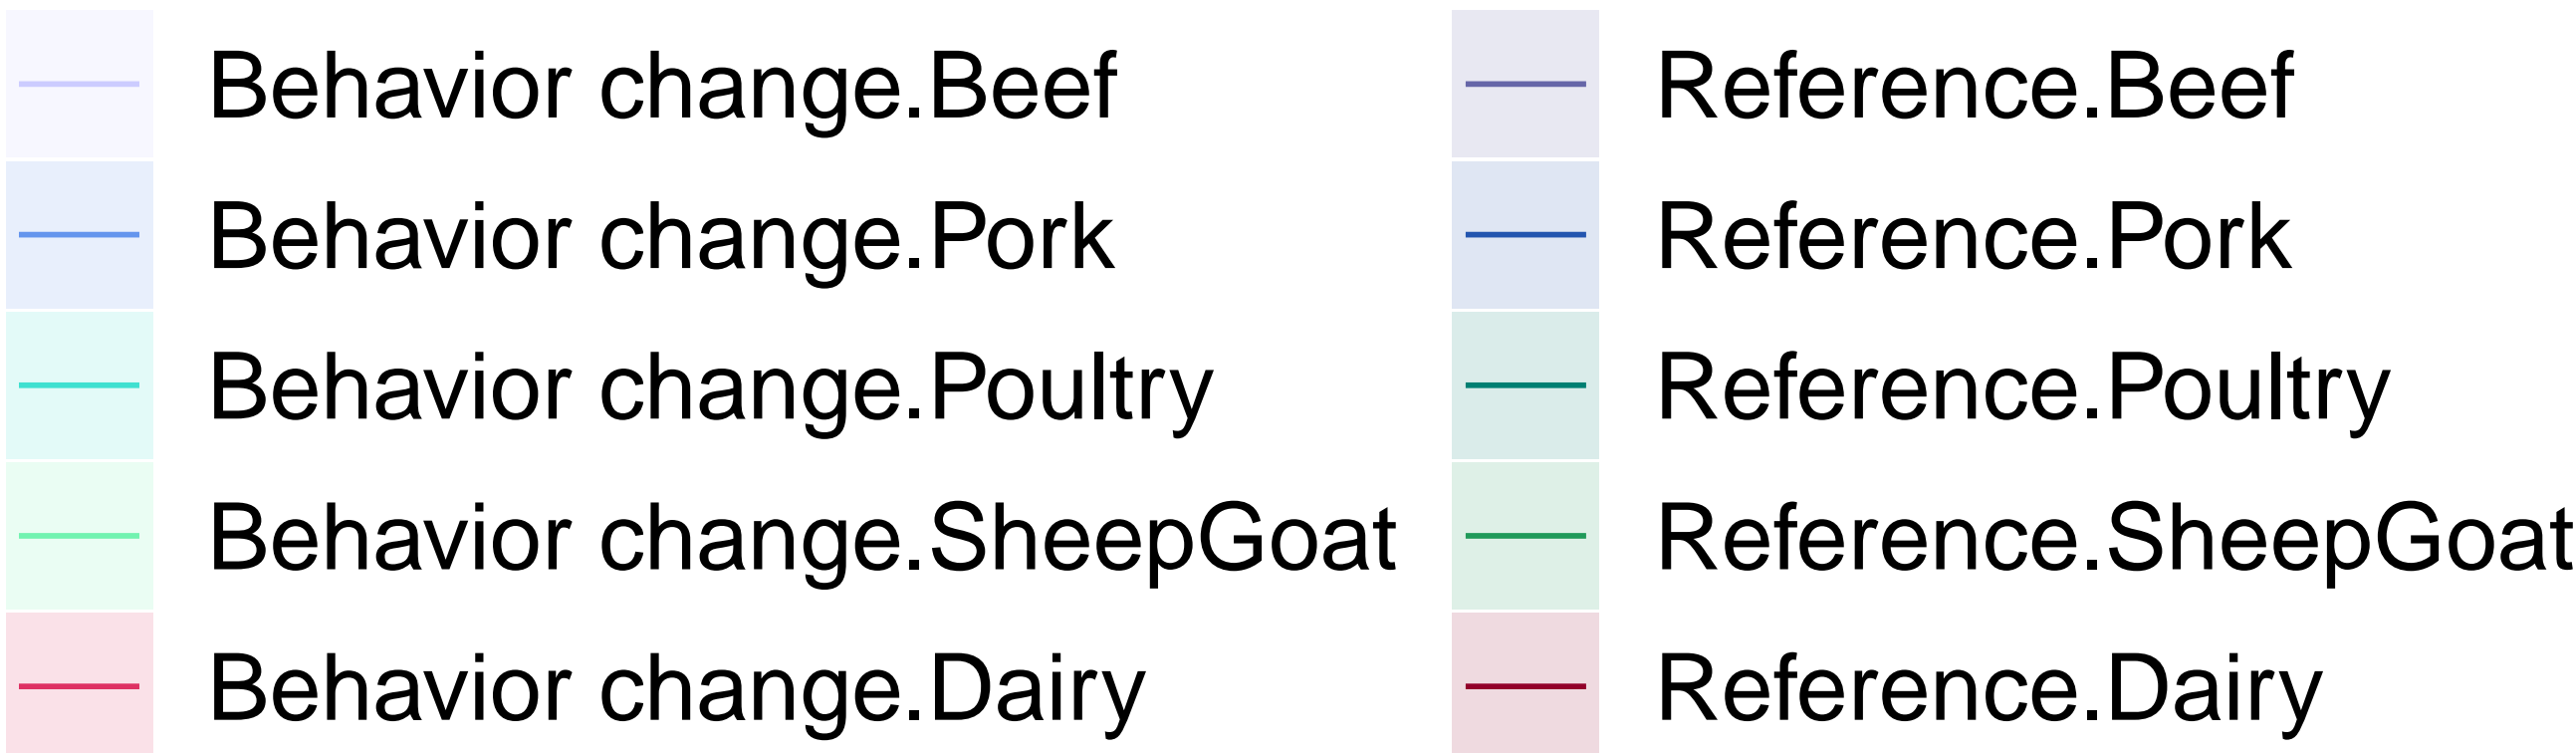 Behavior change.Beef
Behavior change.Pork
Behavior change.Poultry
Behavior change.SheepGoat
Behavior change.Dairy
Reference.Beef
Reference.Pork
Reference.Poultry
Reference.SheepGoat
Reference.Dairy